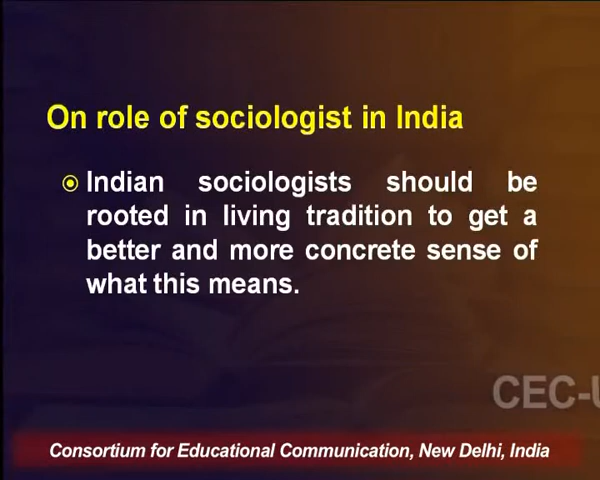 On role of sociologist in India
Indian sociologists should be
rooted in living tradition to get a
better and more concrete sense of
what this means.
CEC-U
Consortium for Educational Communication, New Delhi, India